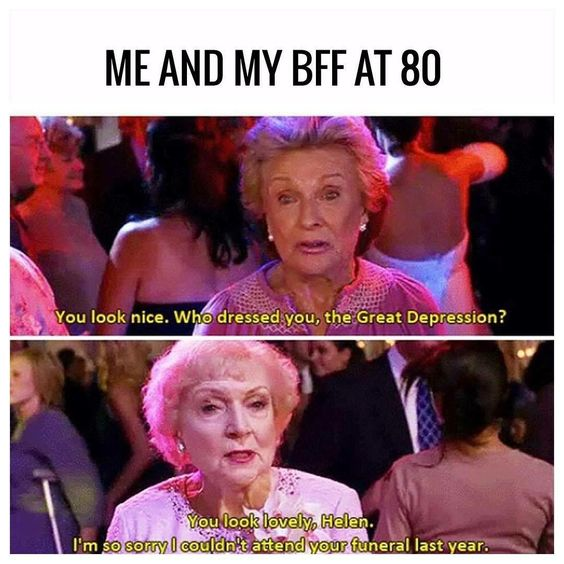 ME AND MY BFF AT 80
You look nice. Who dressed you, the Great Depression?
You look lovely, Helen.
I'm so sorry I couldn't attend your funeral last year.